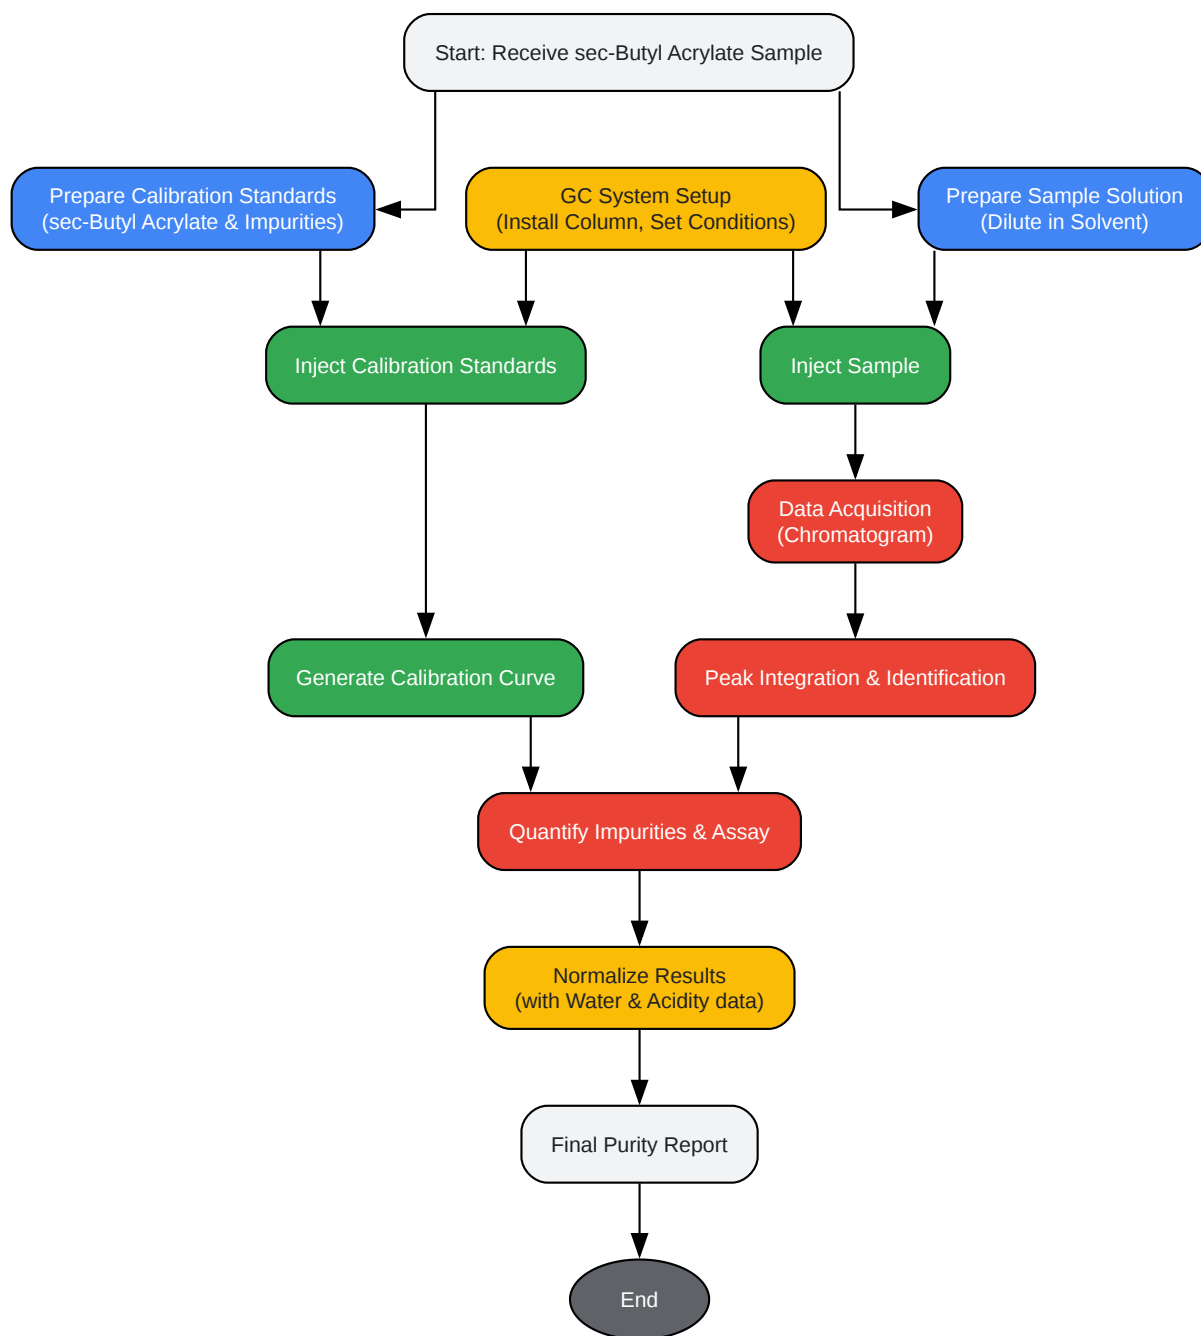 Start: Receive sec-Butyl Acrylate Sample
Prepare Calibration Standards
(sec-Butyl Acrylate & Impurities)
GC System Setup
(Install Column, Set Conditions)
Prepare Sample Solution
(Dilute in Solvent)
Inject Calibration Standards
Inject Sample
Data Acquisition
(Chromatogram)
Generate Calibration Curve
Peak Integration & Identification
Quantify Impurities & Assay
Normalize Results
(with Water & Acidity data)
Final Purity Report
End